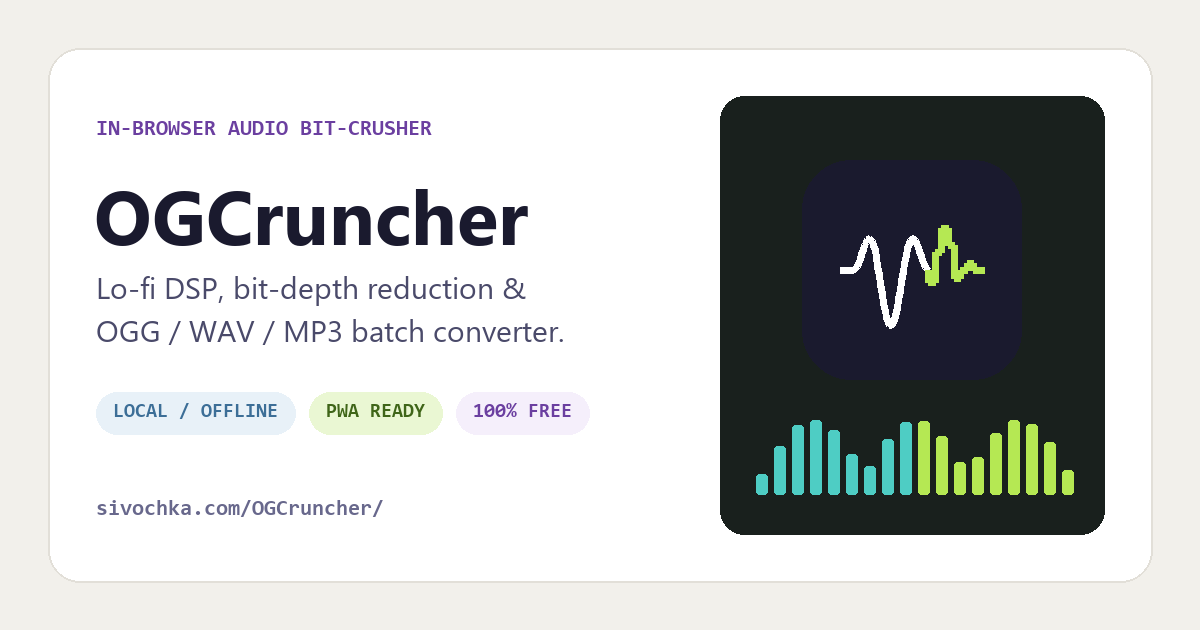 IN-BROWSER AUDIO BIT-CRUSHER
OGCruncher
Lo-fi DSP, bit-depth reduction &
OGG / WAV / MP3 batch converter.
LOCAL / OFFLINE
PWA READY
100% FREE
sivochka.com/OGCruncher/